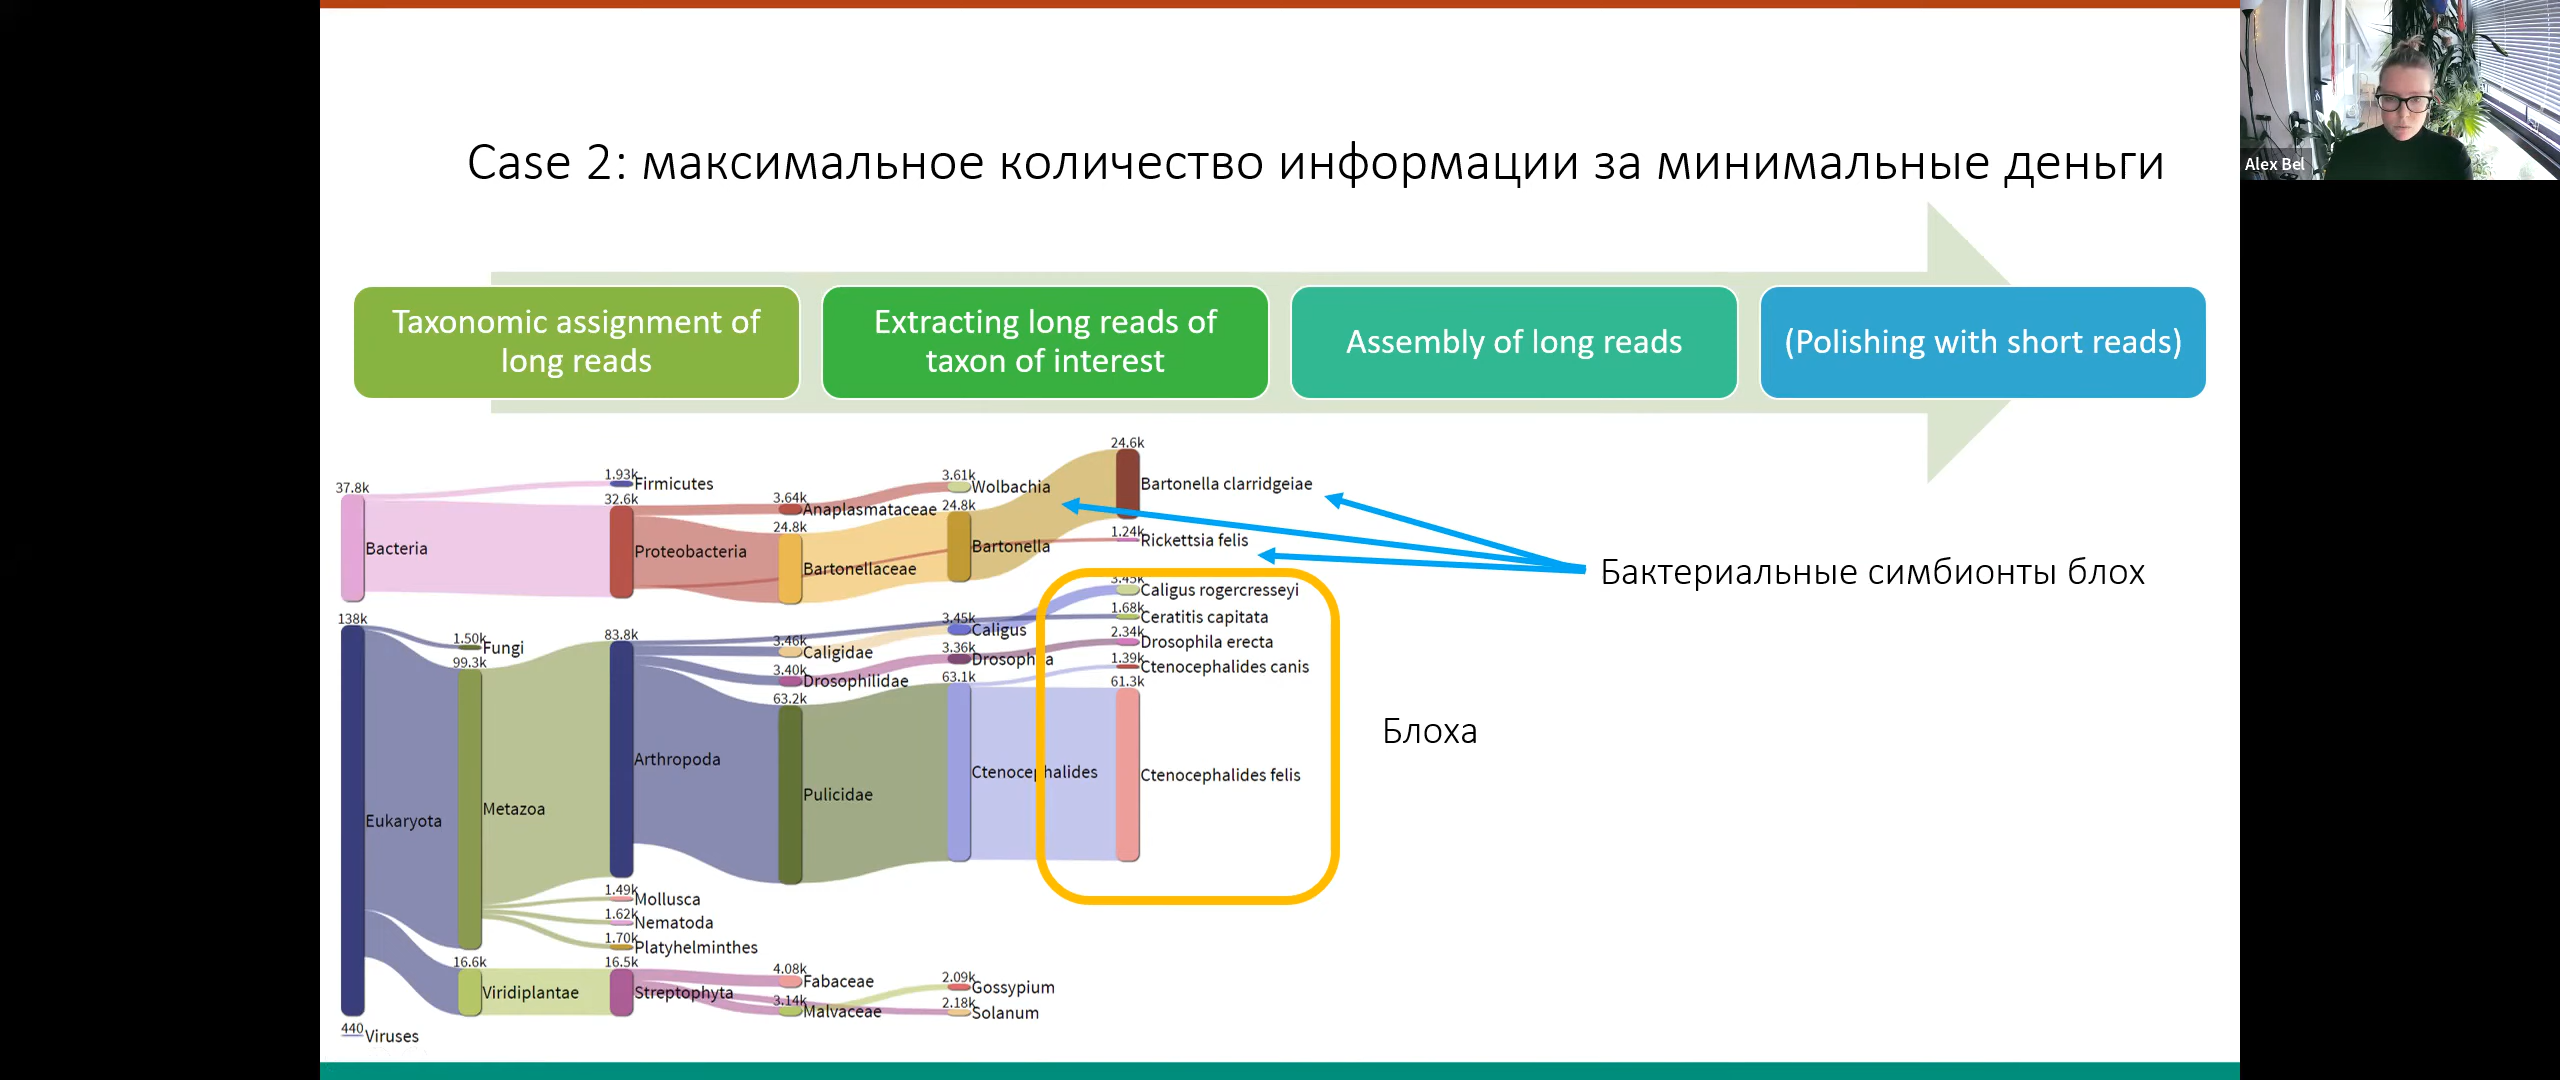 Alex Bel
Case 2: максимальное количество информации за минимальные деньги
Taxonomic assignment of
long reads
Extracting long reads of
taxon of interest
Assembly of long reads
(Polishing with short reads)
37.8k
Bacteria
138k
Eukaryota
440
Viruses
1.50k
Fungi
99.3k
Metazoa
16.6k
Viridiplantae
1.93k
Firmicutes
32.6k
Proteobacteria
83.8k
Arthropoda
1.49k
Mollusca
1.62k
Nematoda
1.70k
Platyhelminthes
16.5k
Streptophyta
3.64k
Anaplasmataceae
24.8k
Bartonellaceae
3.46k
Caligidae
3.40k
Drosophilidae
63.2k
Pulicidae
4.08k
Fabaceae
3.14k
Malvaceae
3.61k
Wolbachia
24.8k
Bartonella
3.45k
Caligus
3.36k
Drosophila
63.1k
Ctenocephalides
2.09k
Gossypium
2.18k
Solanum
24.6k
Bartonella clarridgeiae
1.24k
Rickettsia felis
3.45k
Caligus rogercresseyi
1.68k
Ceratitis capitata
2.34k
Drosophila erecta
1.39k
Ctenocephalides canis
61.3k
Ctenocephalides felis
Бактериальные симбионты блох
Блоха